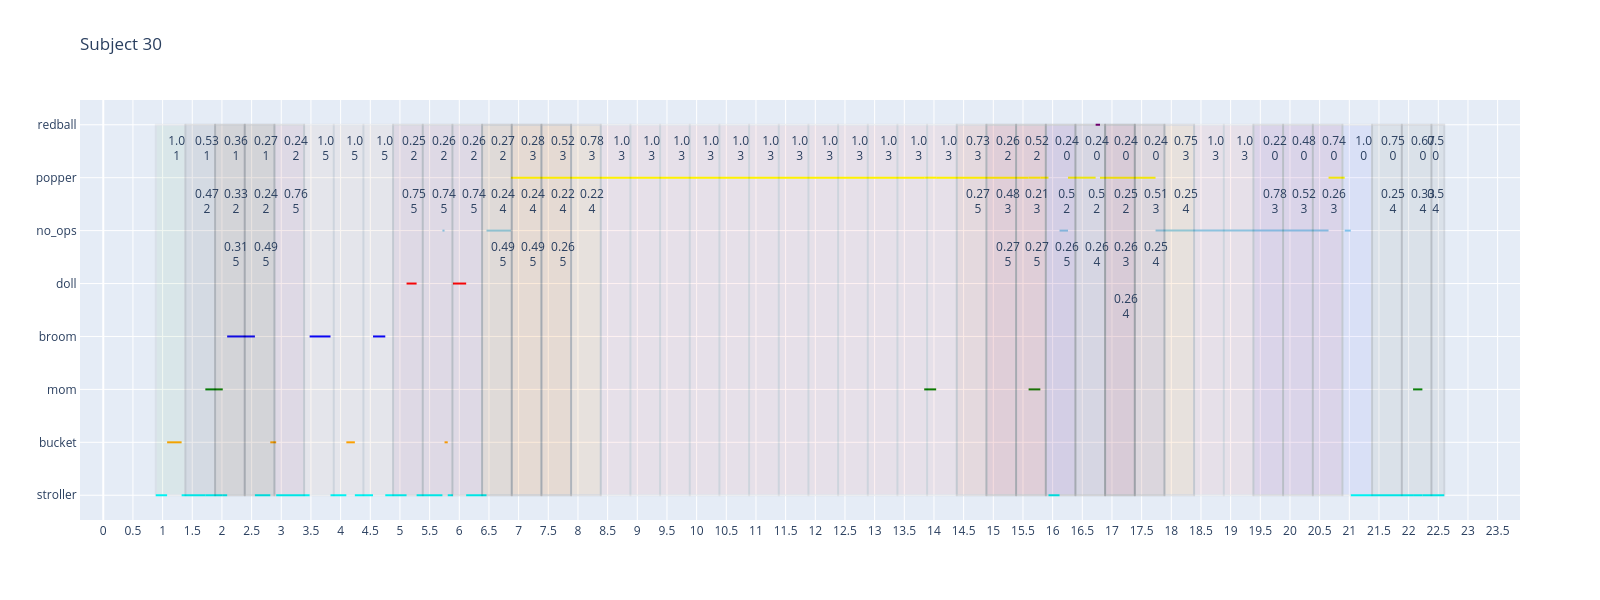 Subject 30
redball
1.0 0.53 0.36 0.27 0.24 1.0 1.0 1.0 0.25 0.26 0.26 0.27 0.28 0.52 0.78 1.0 1.0 1.0 1.0 1.0 1.0 1.0 1.0 1.0 1.0 1.0 1.0 0.73 0.26 0.52 0.24 0.24 0.24 0.24 0.75 1.0 1.0 0.22 0.48 0.74 1.0 0.75
1 1 1 1 2 5 5 5 2 2 2 2 3 3 3 3 3 3 3 3 3 3 3 3 3 3 3 3 2 2 0 0 0 0 3 3 3 0 0 0 0 0 0 0
popper
0.47 0.33 0.24 0.76 0.75 0.74 0.74 0.24 0.24 0.22 0.22 0.27 0.48 0.21 0.5 0.5 0.25 0.51 0.25 0.78 0.52 0.26 0.25
2 2 2 5 5 5 5 4 4 4 4 5 3 3 2 2 2 3 4 3 3 3 4 4 4
no_ops
0.31 0.49 0.49 0.49 0.26 0.27 0.27 0.26 0.26 0.26 0.25
5 5 5 5 5 5 5 5 4 3 4
doll
0.26
4
broom
mom
bucket
stroller
0 0.5 1 1.5 2 2.5 3 3.5 4 4.5 5 5.5 6 6.5 7 7.5 8 8.5 9 9.5 10 10.5 11 11.5 12 12.5 13 13.5 14 14.5 15 15.5 16 16.5 17 17.5 18 18.5 19 19.5 20 20.5 21 21.5 22 22.5 23 23.5